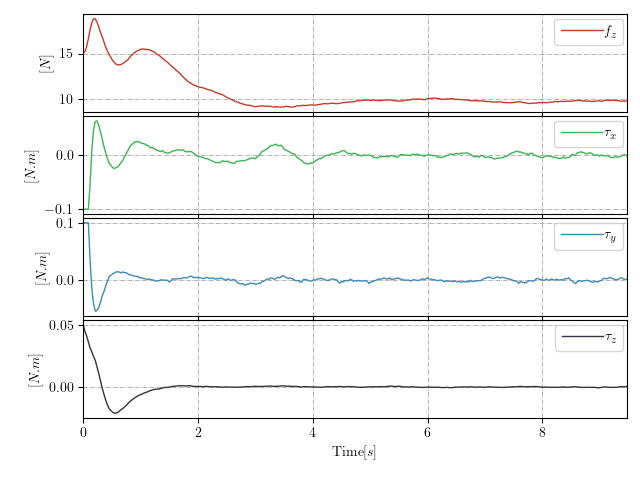 [N]
15
10
f_z
[N.m]
0.0
−0.1
τ_x
[N.m]
0.1
0.0
τ_y
[N.m]
0.05
0.00
τ_z
0 2 4 6 8
Time[s]